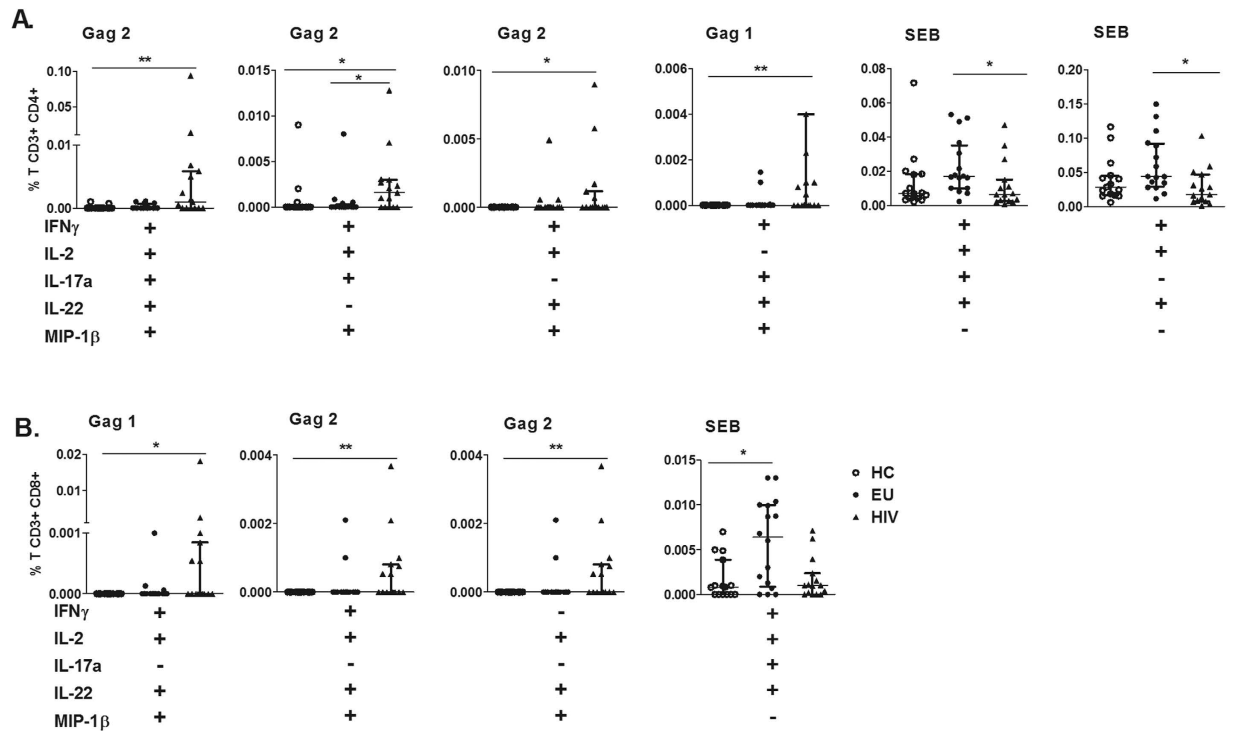 A.
Gag 2 Gag 2 Gag 2 Gag 1 SEB SEB
** * * * ** * *
% T CD3+ CD4+
0.10 0.015 0.010 0.006 0.08 0.20
0.05 0.010 0.005 0.004 0.06 0.15
0.01 0.005 0.000 0.002 0.04 0.10
0.00 0.000 0.000 0.02 0.05
0.00 0.00
IFNγ + + + + + +
IL-2 + + + - + +
IL-17a + + - + + -
IL-22 + - + + + +
MIP-1β + + + + - -
B.
Gag 1 Gag 2 Gag 2 SEB
* ** ** *
% T CD3+ CD8+
0.02 0.004 0.004 0.015
0.01 0.002 0.002 0.010
0.001 0.000 0.000 0.005
0.000 0.000
HC
EU
HIV
IFNγ + + - +
IL-2 + + + +
IL-17a - - - +
IL-22 + + + +
MIP-1β + + + -